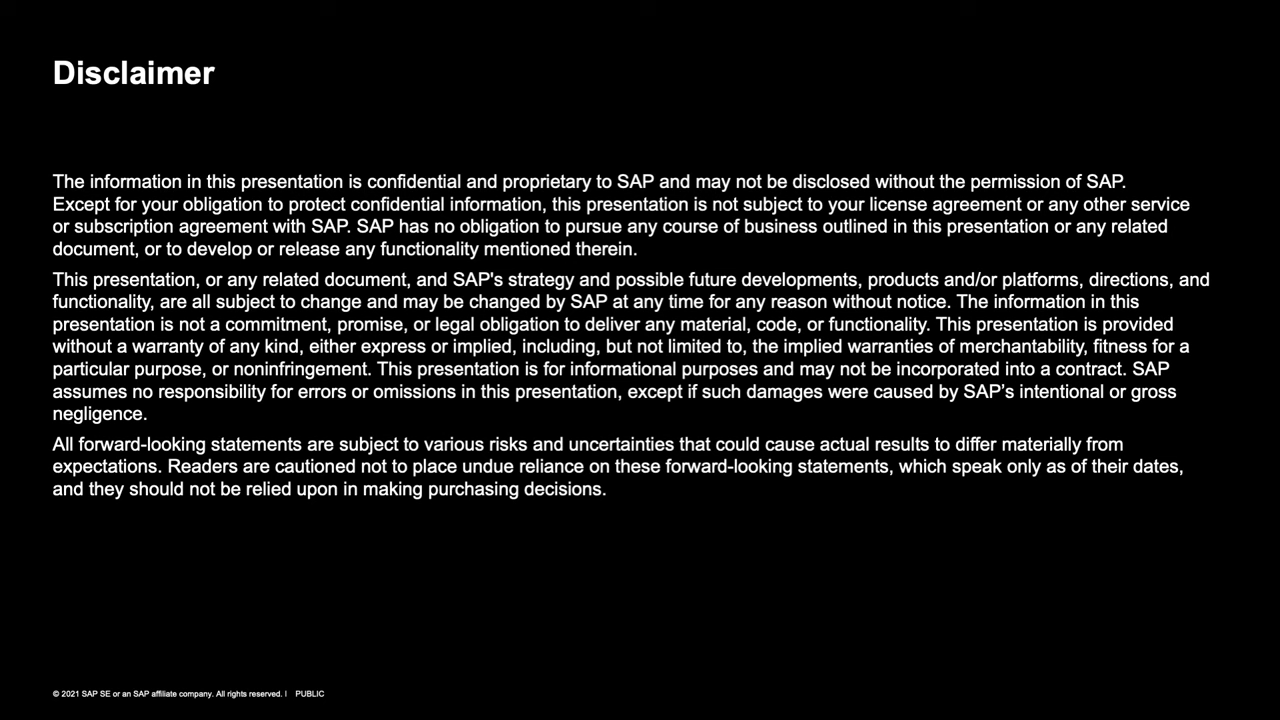 Disclaimer
The information in this presentation is confidential and proprietary to SAP and may not be disclosed without the permission of SAP.
Except for your obligation to protect confidential information, this presentation is not subject to your license agreement or any other service
or subscription agreement with SAP. SAP has no obligation to pursue any course of business outlined in this presentation or any related
document, or to develop or release any functionality mentioned therein.
This presentation, or any related document, and SAP's strategy and possible future developments, products and/or platforms, directions, and
functionality, are all subject to change and may be changed by SAP at any time for any reason without notice. The information in this
presentation is not a commitment, promise, or legal obligation to deliver any material, code, or functionality. This presentation is provided
without a warranty of any kind, either express or implied, including, but not limited to, the implied warranties of merchantability, fitness for a
particular purpose, or noninfringement. This presentation is for informational purposes and may not be incorporated into a contract. SAP
assumes no responsibility for errors or omissions in this presentation, except if such damages were caused by SAP’s intentional or gross
negligence.
All forward-looking statements are subject to various risks and uncertainties that could cause actual results to differ materially from
expectations. Readers are cautioned not to place undue reliance on these forward-looking statements, which speak only as of their dates,
and they should not be relied upon in making purchasing decisions.
© 2021 SAP SE or an SAP affiliate company. All rights reserved. | PUBLIC